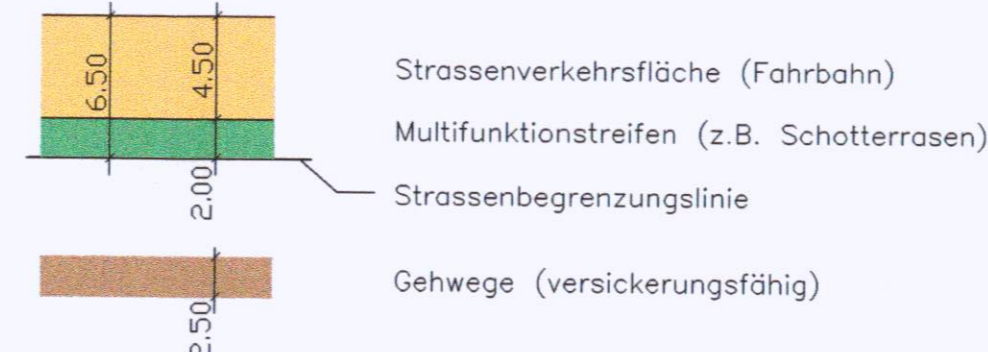 6.50
4.50
Strassenverkehrsfläche (Fahrbahn)
Multifunktionstreifen (z.B. Schotterrasen)
2.00
Strassenbegrenzungslinie
Gehwege (versickerungsfähig)
2.50